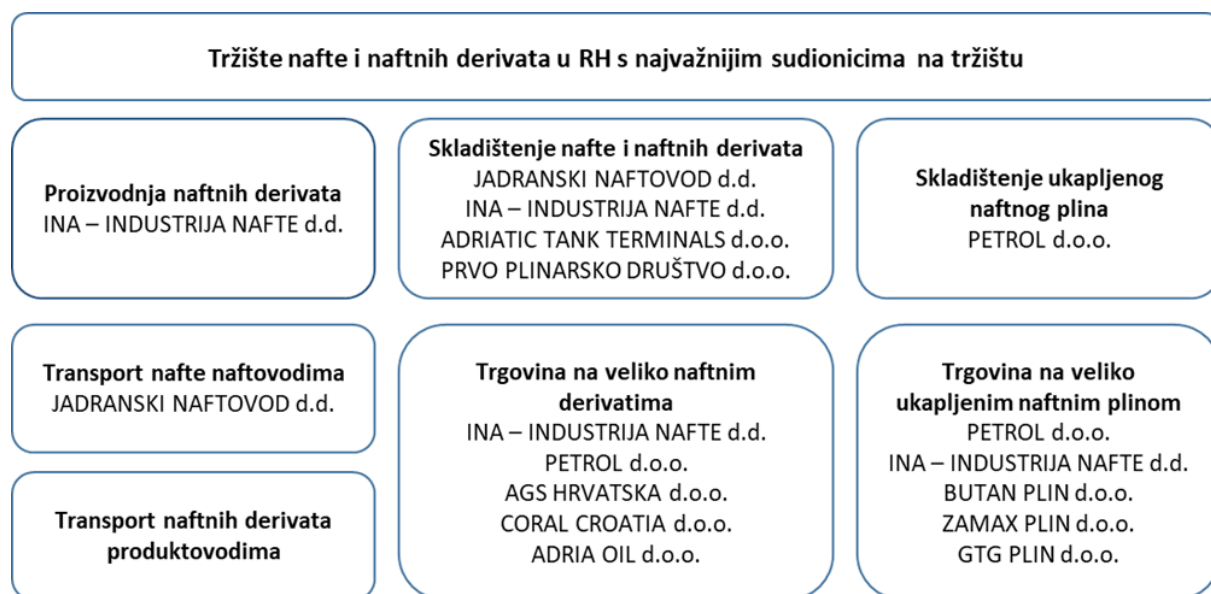 Tržište nafte i naftnih derivata u RH s najvažnijim sudionicima na tržištu
Proizvodnja naftnih derivata
INA – INDUSTRIJA NAFTE d.d.
Skladištenje nafte i naftnih derivata
JADRANSKI NAFTOVOD d.d.
INA – INDUSTRIJA NAFTE d.d.
ADRIATIC TANK TERMINALS d.o.o.
PRVO PLINARSKO DRUŠTVO d.o.o.
Skladištenje ukapljenog
naftnog plina
PETROL d.o.o.
Transport nafte naftovodima
JADRANSKI NAFTOVOD d.d.
Transport naftnih derivata
produktovodima
Trgovina na veliko naftnim
derivatima
INA – INDUSTRIJA NAFTE d.d.
PETROL d.o.o.
AGS HRVATSKA d.o.o.
CORAL CROATIA d.o.o.
ADRIA OIL d.o.o.
Trgovina na veliko
ukapljenim naftnim plinom
PETROL d.o.o.
INA – INDUSTRIJA NAFTE d.d.
BUTAN PLIN d.o.o.
ZAMAX PLIN d.o.o.
GTG PLIN d.o.o.